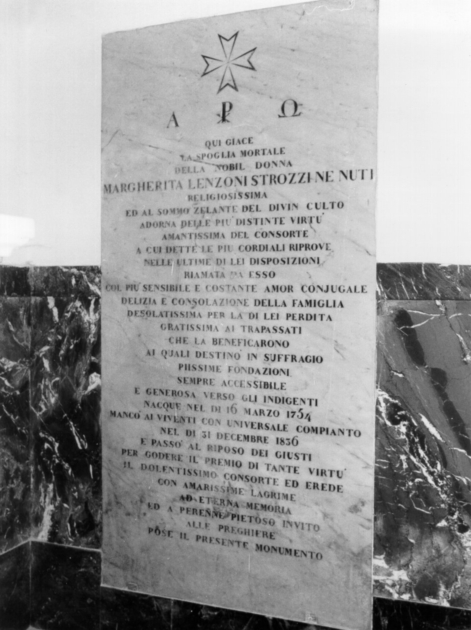 Α ⳩ Ω
QUI GIACE
LA SPOGLIA MORTALE
DELLA NOBIL DONNA
MARGHERITA LENZONI STROZZI NE NUTI
RELIGIOSISSIMA
ED AL SOMMO ZELANTE DEL DIVIN CULTO
ADORNA DELLE PIU DISTINTE VIRTU'
AMANTISSIMA DEL CONSORTE
A CUI DETTE LE PIU CORDIALI RIPROVE
NELLE ULTIME DI LEI DISPOSIZIONI
RIAMATA DA ESSO
COL PIU SENSIBILE E COSTANTE AMOR CONJUGALE
DELIZIA E CONSOLAZIONE DELLA FAMIGLIA
DESOLATISSIMA PER LA DI LEI PERDITA
GRATISSIMA AI TRAPASSATI
CHE LA BENEFICARONO
AI QUALI DESTINO' IN SUFFRAGIO
PIISSIME FONDAZIONI
SEMPRE ACCESSIBILE
E GENEROSA VERSO GLI INDIGENTI
NACQUE NEL DI 16 MARZO 1754
MANCO' AI VIVENTI CON UNIVERSALE COMPIANTO
NEL DI 31 DECEMBRE 1836
E PASSO' AL RIPOSO DEI GIUSTI
PER GODERE IL PREMIO DI TANTE VIRTU'
IL DOLENTISSIMO CONSORTE ED EREDE
CON AMARISSIME LAGRIME
AD ETERNA MEMORIA
ED A PERENNE PIETOSO INVITO
ALLE PREGHIERE
POSE IL PRESENTE MONUMENTO